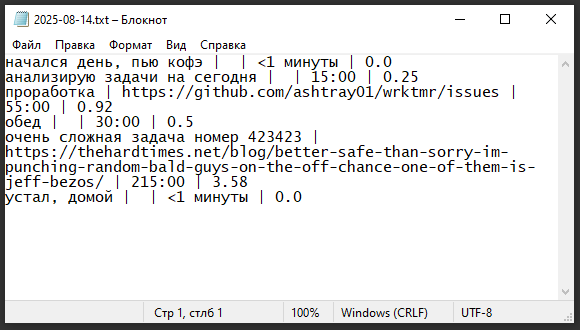 2025-08-14.txt – Блокнот
Файл Правка Формат Вид Справка
начался день, пью кофэ |  | <1 минуты | 0.0
анализирую задачи на сегодня |  | 15:00 | 0.25
проработка | https://github.com/ashtray01/wrktmr/issues |
55:00 | 0.92
обед |  | 30:00 | 0.5
очень сложная задача номер 423423 |
https://thehardtimes.net/blog/better-safe-than-sorry-im-
punching-random-bald-guys-on-the-off-chance-one-of-them-is-
jeff-bezos/ | 215:00 | 3.58
устал, домой |  | <1 минуты | 0.0
Стр 1, стлб 1 100% Windows (CRLF) UTF-8